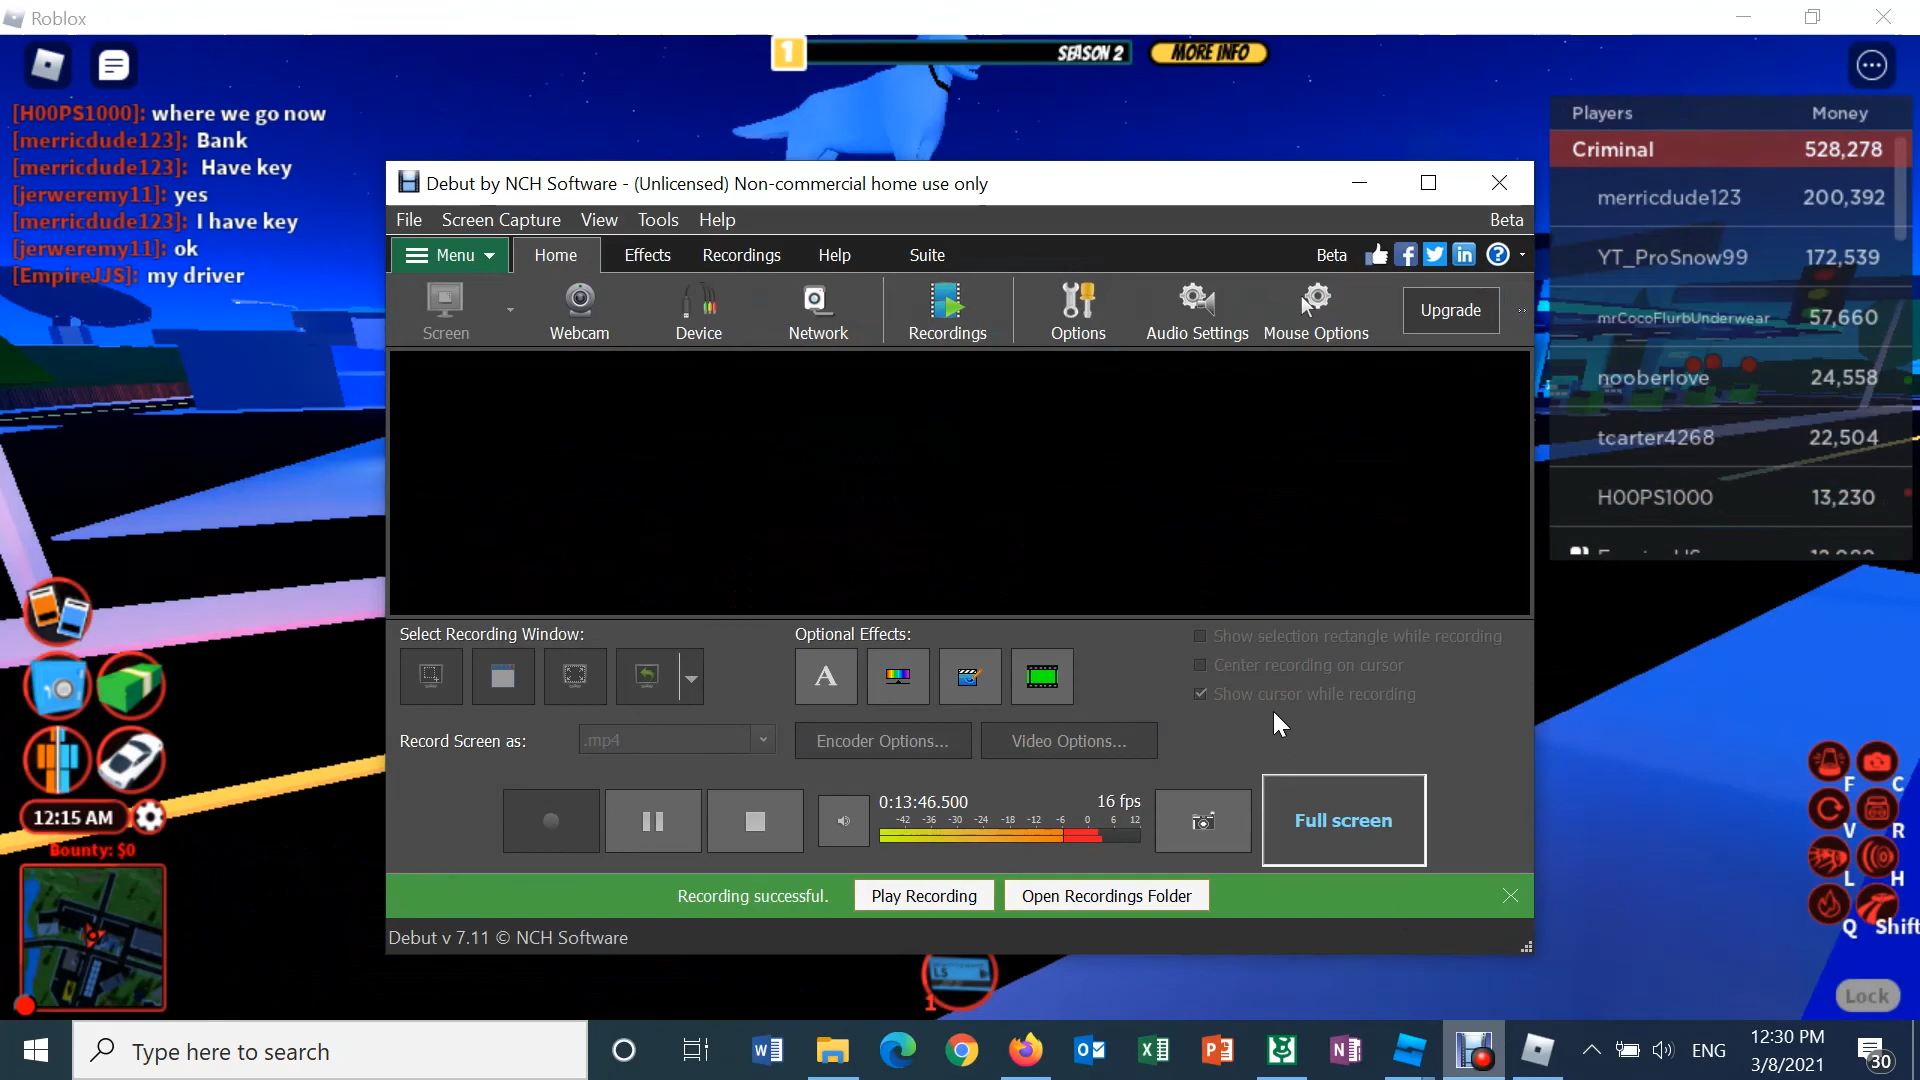 Roblox
1 SEASON 2 MORE INFO
[H00PS1000]: where we go now
[merricdude123]: Bank
[merricdude123]: Have key
[jerweremy11]: yes
[merricdude123]: I have key
[jerweremy11]: ok
[EmpireJJS]: my driver
Players Money
Criminal 528,278
merricdude123 200,392
YT_ProSnow99 172,539
mrCocoFlurbUnderwear 57,660
nooberlove 24,558
tcarter4268 22,504
H00PS1000 13,230
Debut by NCH Software - (Unlicensed) Non-commercial home use only
File Screen Capture View Tools Help Beta
Menu Home Effects Recordings Help Suite Beta
Screen Webcam Device Network Recordings Options Audio Settings Mouse Options Upgrade
Select Recording Window: Optional Effects:
Show selection rectangle while recording
Center recording on cursor
Show cursor while recording
A
Record Screen as: .mp4 Encoder Options... Video Options...
0:13:46.500 16 fps
-42 -36 -30 -24 -18 -12 -6 0 6 12
Full screen
Recording successful. Play Recording Open Recordings Folder
Debut v 7.11 © NCH Software
12:15 AM
Bounty: $0
F C
V R
L H
Q Shift
LS
1
Lock
Type here to search
ENG
12:30 PM
3/8/2021
30